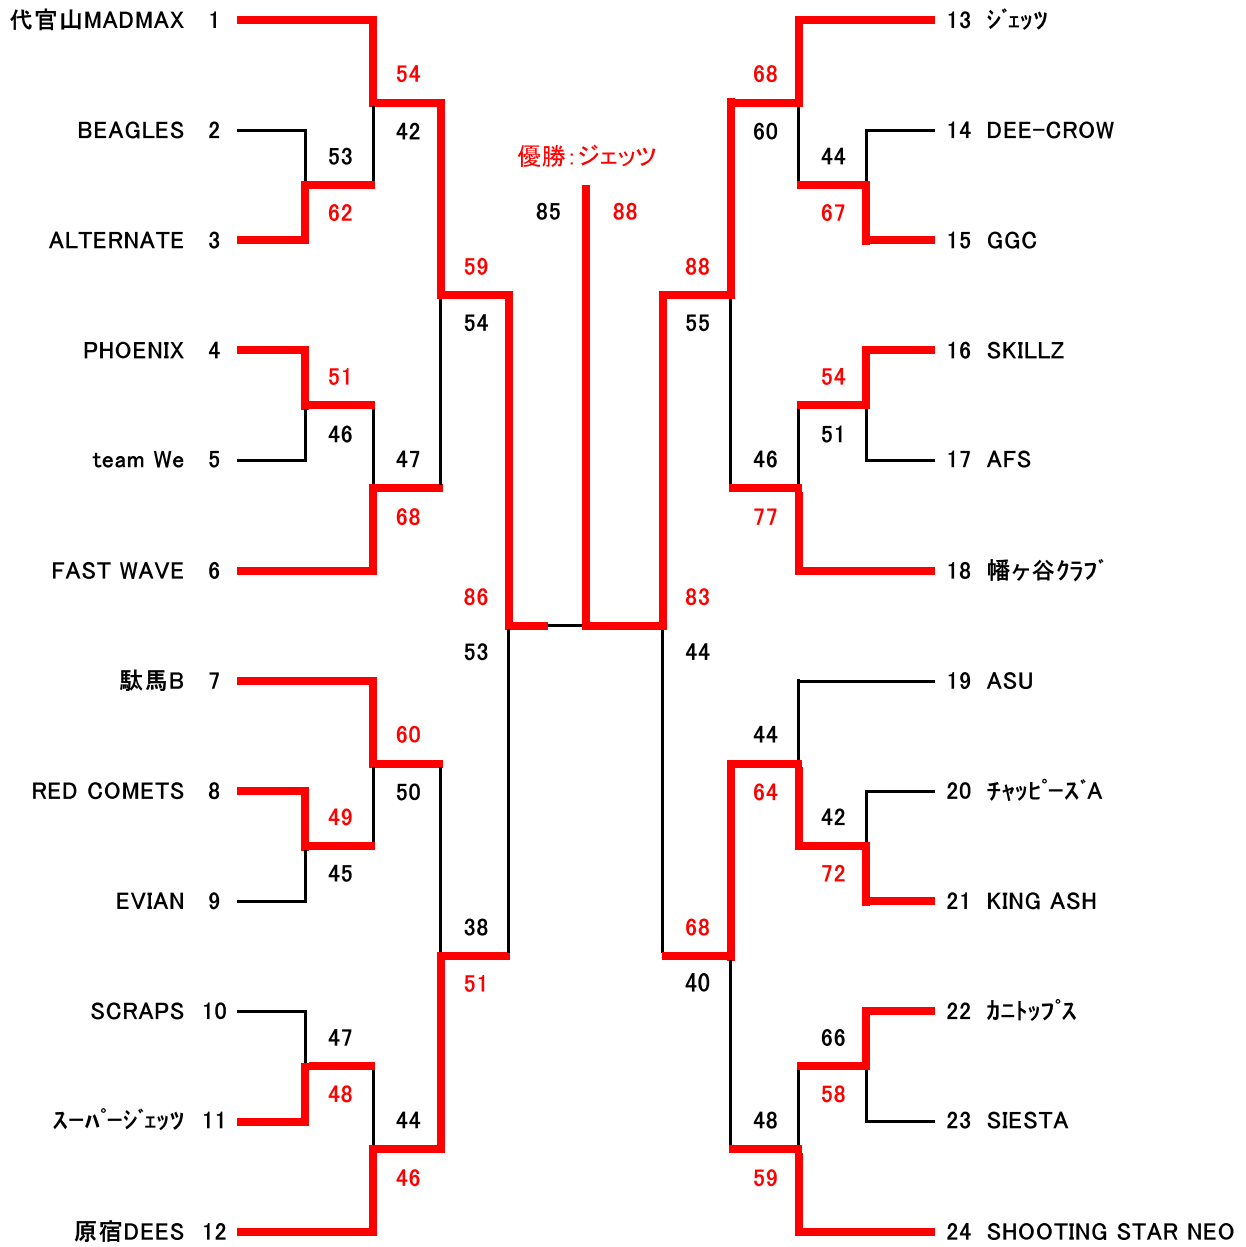 代官山MADMAX 1
54
42
BEAGLES 2
53
62
ALTERNATE 3
59
54
PHOENIX 4
51
46
team We 5
47
68
FAST WAVE 6
86
53
駄馬B 7
60
50
RED COMETS 8
49
45
EVIAN 9
38
51
SCRAPS 10
47
48
スーパージェッツ 11
44
46
原宿DEES 12
優勝:ジェッツ
85 88
13 ジェッツ
68
60
14 DEE-CROW
44
67
15 GGC
88
55
16 SKILLZ
54
51
17 AFS
46
77
18 幡ヶ谷クラブ
83
44
19 ASU
44
64
20 チャッピーズA
42
72
21 KING ASH
68
40
22 カニトップス
66
58
23 SIESTA
48
59
24 SHOOTING STAR NEO